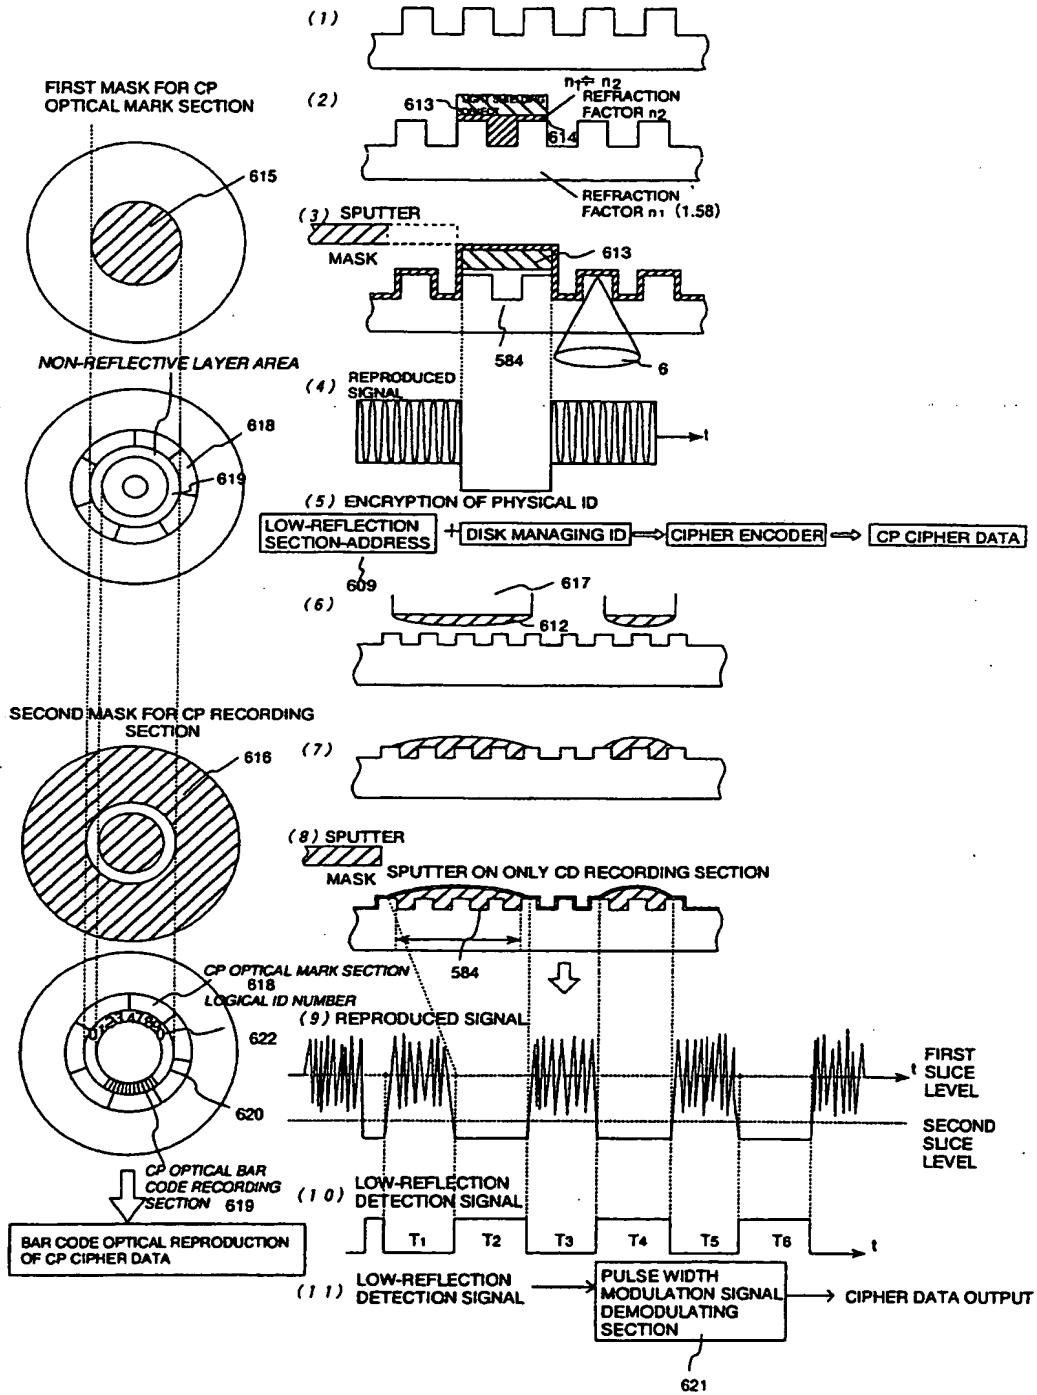 (1)
FIRST MASK FOR CP
OPTICAL MARK SECTION
615
(2)
613
n1≠ n2
REFRACTION
FACTOR n2
614
REFRACTION
FACTOR n1 (1.58)
(3) SPUTTER
MASK
613
584
6
NON-REFLECTIVE LAYER AREA
618
619
(4) REPRODUCED
SIGNAL
t
(5) ENCRYPTION OF PHYSICAL ID
LOW-REFLECTION
SECTION-ADDRESS
+
DISK MANAGING ID
CIPHER ENCODER
CP CIPHER DATA
609
(6)
617
612
SECOND MASK FOR CP RECORDING
SECTION
616
(7)
(8) SPUTTER
MASK
SPUTTER ON ONLY CD RECORDING SECTION
584
CP OPTICAL MARK SECTION
618
LOGICAL ID NUMBER
622
620
(9) REPRODUCED SIGNAL
t
FIRST
SLICE
LEVEL
SECOND
SLICE
LEVEL
CP OPTICAL BAR
CODE RECORDING
SECTION 619
BAR CODE OPTICAL REPRODUCTION
OF CP CIPHER DATA
(10) LOW-REFLECTION
DETECTION SIGNAL
T1 T2 T3 T4 T5 T6 t
(11) LOW-REFLECTION
DETECTION SIGNAL
PULSE WIDTH
MODULATION SIGNAL
DEMODULATING
SECTION
CIPHER DATA OUTPUT
621